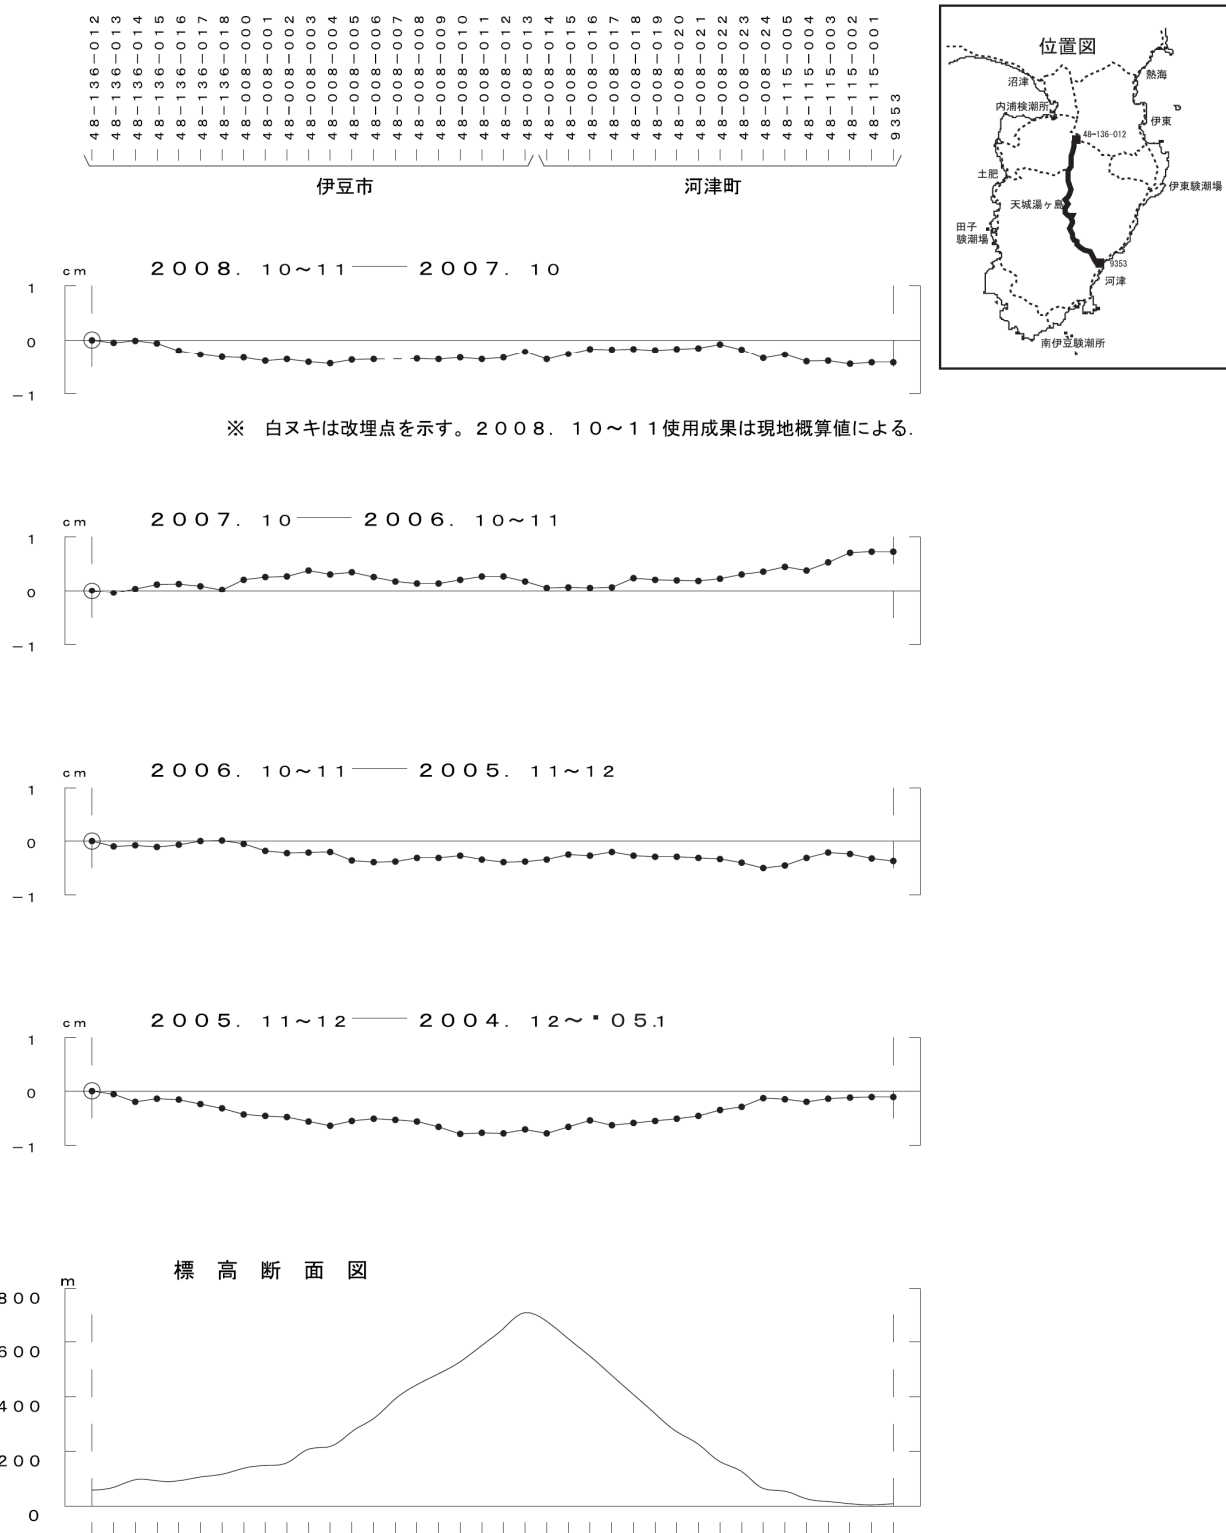 48-136-012
48-136-013
48-136-014
48-136-015
48-136-016
48-136-017
48-136-018
48-008-000
48-008-001
48-008-002
48-008-003
48-008-004
48-008-005
48-008-006
48-008-007
48-008-008
48-008-009
48-008-010
48-008-011
48-008-012
48-008-013
48-008-014
48-008-015
48-008-016
48-008-017
48-008-018
48-008-019
48-008-020
48-008-021
48-008-022
48-008-023
48-008-024
48-115-005
48-115-004
48-115-003
48-115-002
48-115-001
9353
伊豆市
河津町
位置図
熱海
沼津
内浦検潮所
伊東
48-136-012
土肥
伊東験潮場
天城湯ヶ島
田子
験潮場
9353
河津
南伊豆験潮所
cm
2008. 10~11 ―― 2007. 10
1
0
-1
※ 白ヌキは改埋点を示す。2008. 10~11使用成果は現地概算値による.
cm
2007. 10 ―― 2006. 10~11
1
0
-1
cm
2006. 10~11 ―― 2005. 11~12
1
0
-1
cm
2005. 11~12 ―― 2004. 12~'05.1
1
0
-1
標高断面図
m
800
600
400
200
0